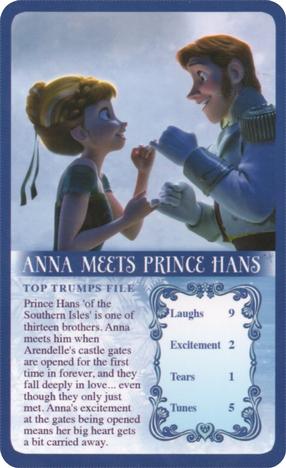 ANNA MEETS PRINCE HANS
TOP TRUMPS FILE
Prince Hans 'of the
Southern Isles' is one of
thirteen brothers. Anna
meets him when
Arendelle's castle gates
are opened for the first
time in forever, and they
fall deeply in love... even
though they only just
met. Anna's excitement
at the gates being opened
means her big heart gets
a bit carried away.
Laughs 9
Excitement 2
Tears 1
Tunes 5